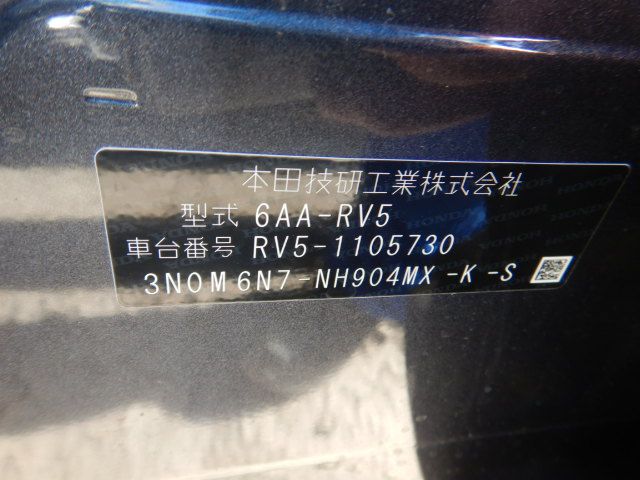 本田技研工業株式会社
型式 6AA-RV5
車台番号 RV5-1105730
3N0M6N7-NH904MX-K-S